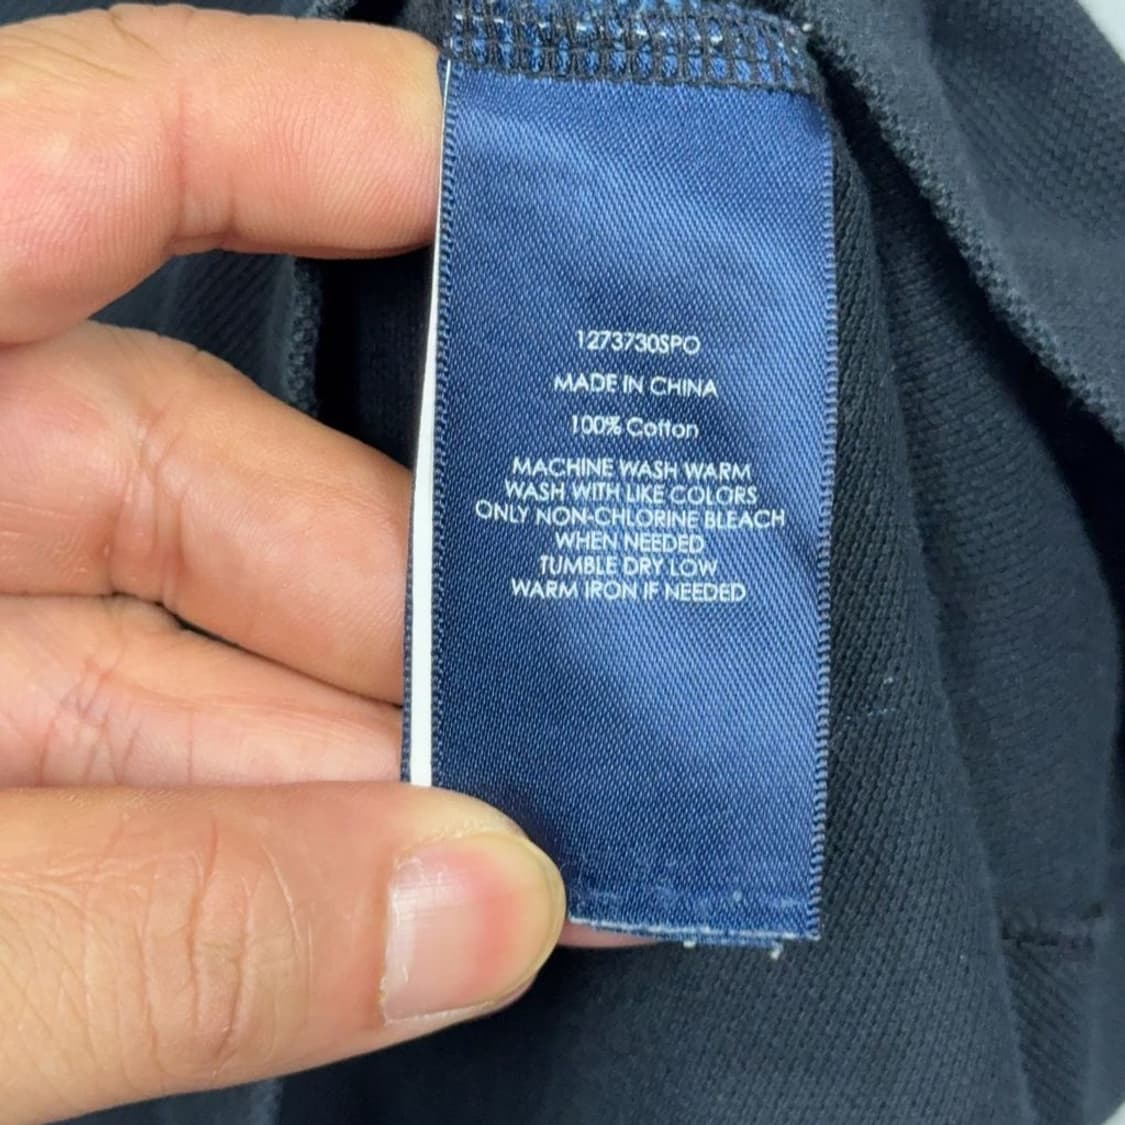 1273730SPO
MADE IN CHINA
100% Cotton
MACHINE WASH WARM
WASH WITH LIKE COLORS
ONLY NON-CHLORINE BLEACH
WHEN NEEDED
TUMBLE DRY LOW
WARM IRON IF NEEDED